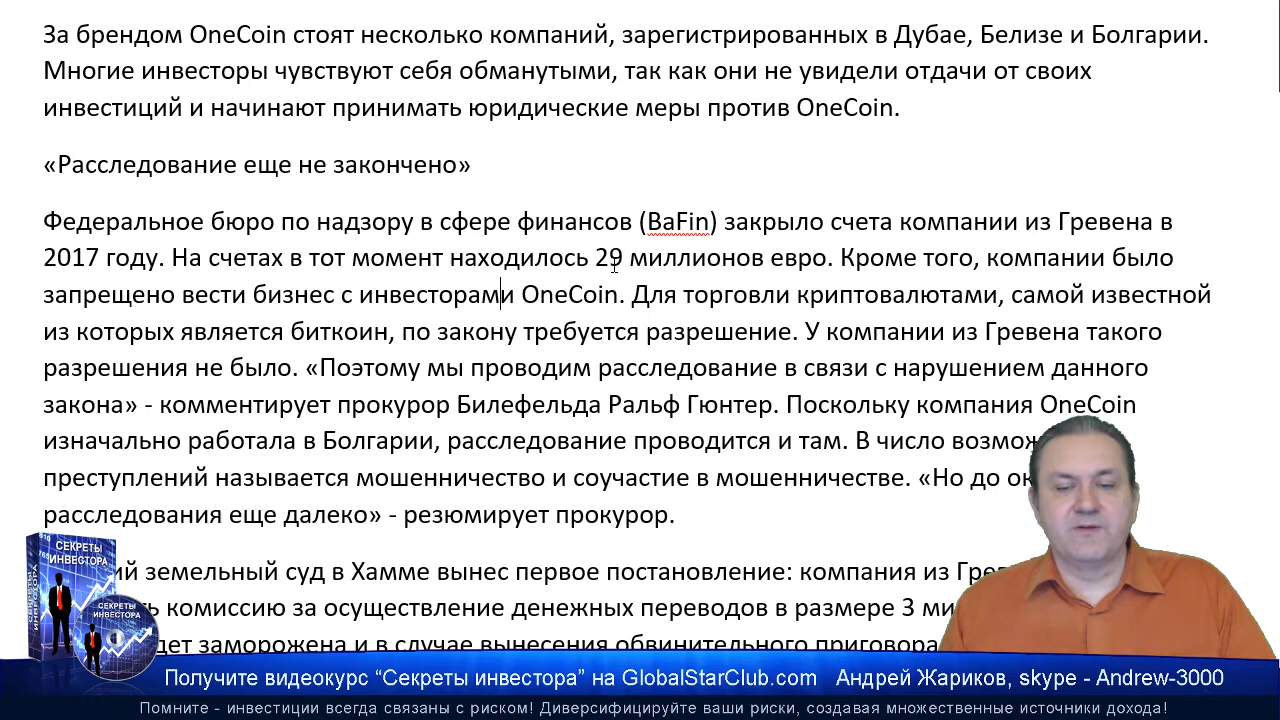 За брендом OneCoin стоят несколько компаний, зарегистрированных в Дубае, Белизе и Болгарии.
Многие инвесторы чувствуют себя обманутыми, так как они не увидели отдачи от своих
инвестиций и начинают принимать юридические меры против OneCoin.
«Расследование еще не закончено»
Федеральное бюро по надзору в сфере финансов (BaFin) закрыло счета компании из Гревена в
2017 году. На счетах в тот момент находилось 29 миллионов евро. Кроме того, компании было
запрещено вести бизнес с инвесторами OneCoin. Для торговли криптовалютами, самой известной
из которых является биткоин, по закону требуется разрешение. У компании из Гревена такого
разрешения не было. «Поэтому мы проводим расследование в связи с нарушением данного
закона» - комментирует прокурор Билефельда Ральф Гюнтер. Поскольку компания OneCoin
изначально работала в Болгарии, расследование проводится и там. В число
преступлений называется мошенничество и соучастие в мошенничестве. «Но до
расследования еще далеко» - резюмирует прокурор.
земельный суд в Хамме вынес первое постановление: компания из
комиссию за осуществление денежных переводов в размере 3
заморожена и в случае вынесения обвинительного приговора
СЕКРЕТЫ
ИНВЕСТОРА
СЕКРЕТЫ
ИНВЕСТОРА
Получите видеокурс “Секреты инвестора” на GlobalStarClub.com Андрей Жариков, skype - Andrew-3000
Помните - инвестиции всегда связаны с риском! Диверсифицируйте ваши риски, создавая множественные источники дохода!